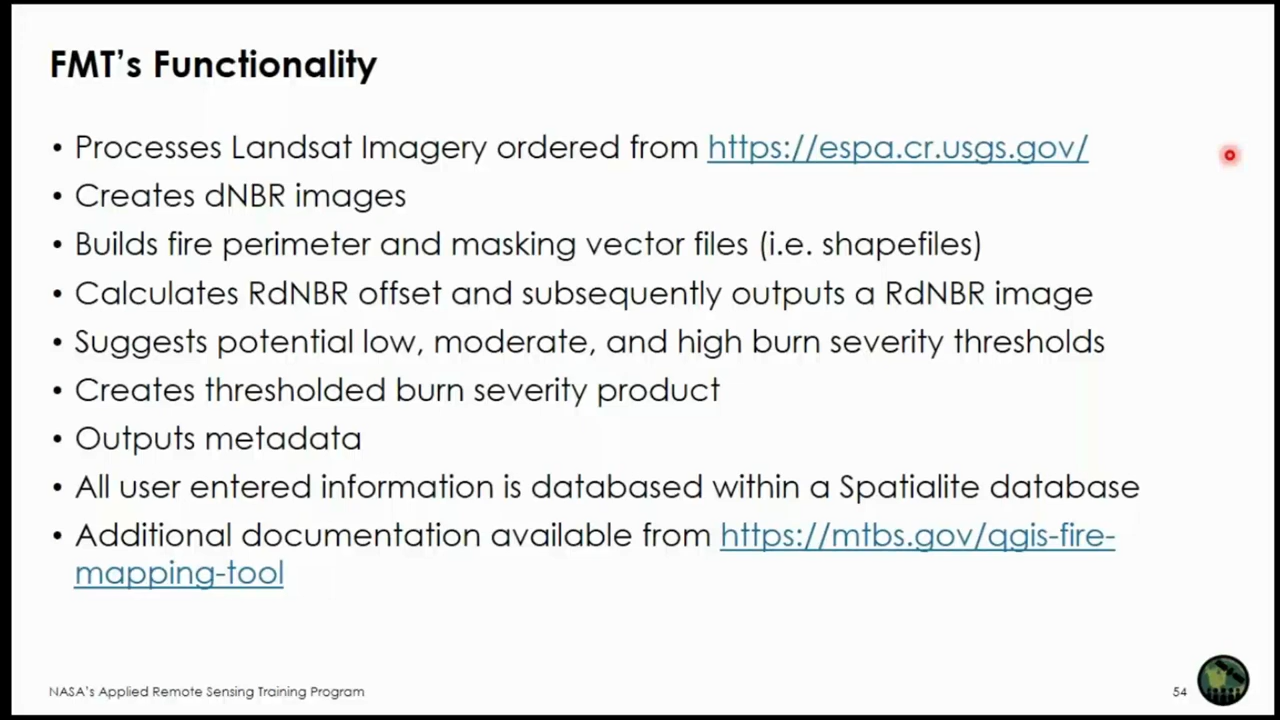 FMT's Functionality
• Processes Landsat Imagery ordered from https://espa.cr.usgs.gov/
• Creates dNBR images
• Builds fire perimeter and masking vector files (i.e. shapefiles)
• Calculates RdNBR offset and subsequently outputs a RdNBR image
• Suggests potential low, moderate, and high burn severity thresholds
• Creates thresholded burn severity product
• Outputs metadata
• All user entered information is databased within a Spatialite database
• Additional documentation available from https://mtbs.gov/qgis-fire-
mapping-tool
NASA's Applied Remote Sensing Training Program
54